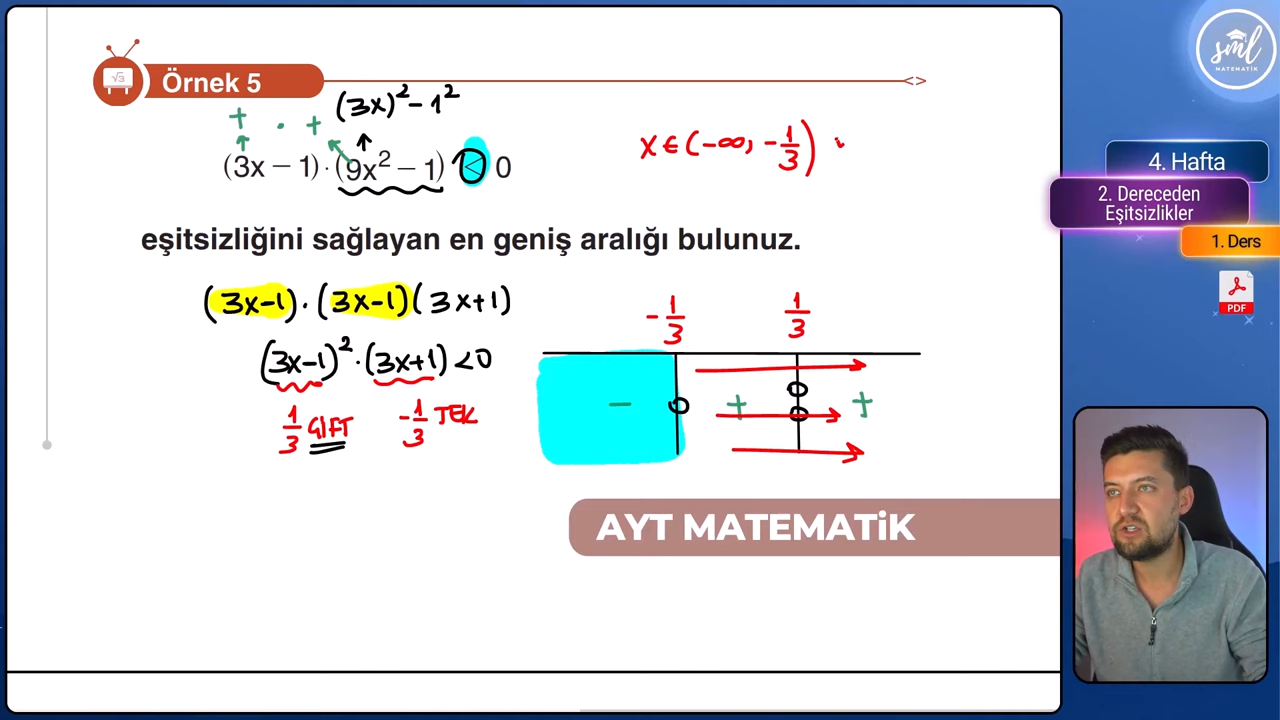 Örnek 5
√3
(3x)² − 1²
+ . +
(3x − 1) · (9x² − 1) < 0
x ∈ (−∞, −1/3)
eşitsizliğini sağlayan en geniş aralığı bulunuz.
(3x−1) · (3x−1)(3x+1)
(3x−1)² · (3x+1) < 0
1/3 ÇİFT −1/3 TEK
−1/3 1/3
− + +
AYT MATEMATİK
sml
MATEMATİK
4. Hafta
2. Dereceden
Eşitsizlikler
1. Ders
PDF